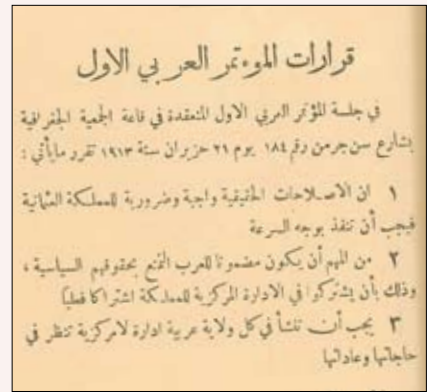 قرارات المؤتمر العربي الاول
في جلسة المؤتمر العربي الاول المنعقدة في قاعة الجمعية الجغرافية
بشارع سن جرمن رقم ١٨٤ يوم ٢١ حزيران سنة ١٩١٣ تقرر مايأتي :
١ ان الاصلاحات الحقيقية واجبة وضرورية للمملكة العثمانية
فيجب أن تنفذ بوجه السرعة
٢ من المهم أن يكون مضمونا للعرب التمتع بحقوقهم السياسية ،
وذلك بأن يشتركوا في الادارة المركزية للمملكة اشتراكا فعليًا
٣ يجب أن تنشأ في كل ولاية عربية ادارة لامركزية تنظر في
حاجاتها وعاداتها